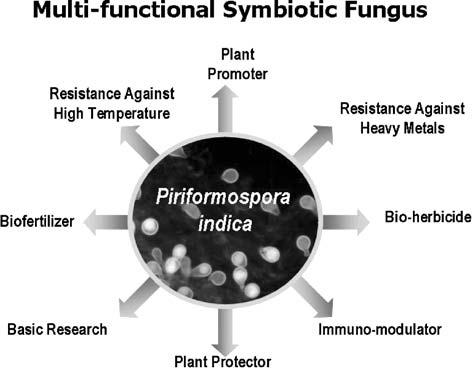 Multi-functional Symbiotic Fungus
Plant
Promoter
Resistance Against
High Temperature
Resistance Against
Heavy Metals
Piriformospora
indica
Biofertilizer
Bio-herbicide
Basic Research
Immuno-modulator
Plant Protector